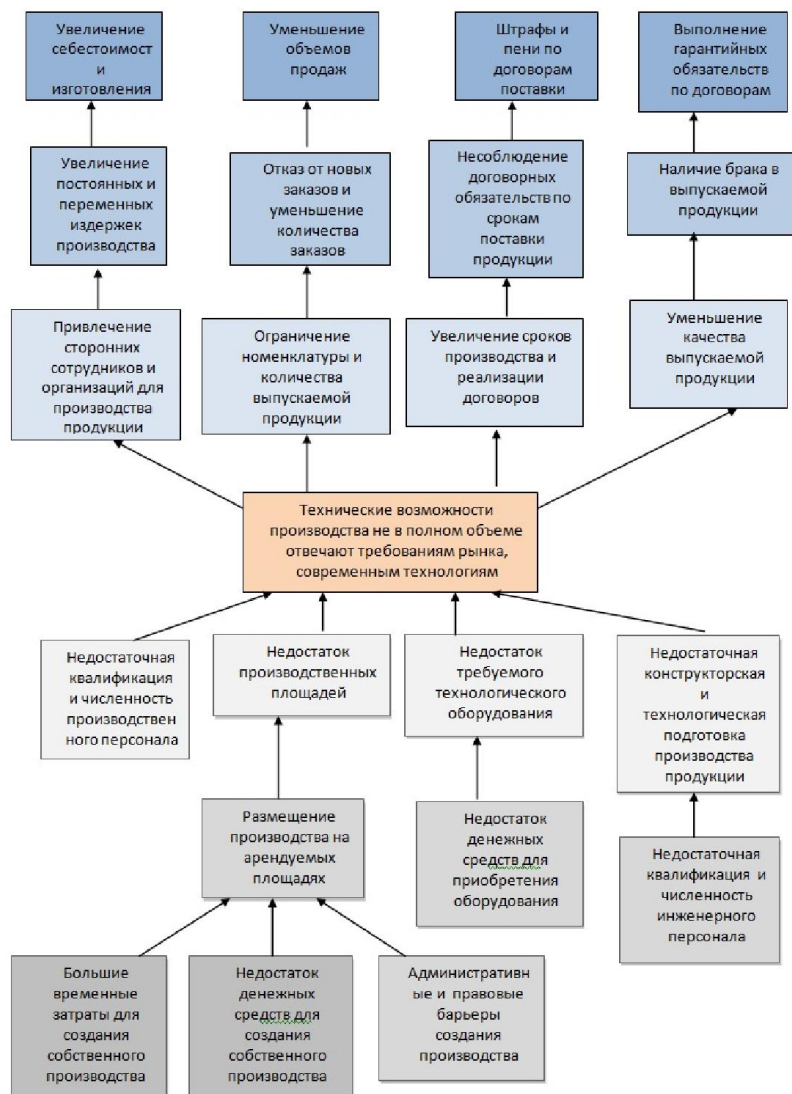 Увеличение
себестоимост
и
изготовления
Уменьшение
объемов
продаж
Штрафы и
пени по
договорам
поставки
Выполнение
гарантийных
обязательств
по договорам
Увеличение
постоянных и
переменных
издержек
производства
Отказ от новых
заказов и
уменьшение
количества
заказов
Несоблюдение
договорных
обязательств по
срокам
поставки
продукции
Наличие брака в
выпускаемой
продукции
Привлечение
сторонних
сотрудников и
организаций для
производства
продукции
Ограничение
номенклатуры и
количества
выпускаемой
продукции
Увеличение сроков
производства и
реализации
договоров
Уменьшение
качества
выпускаемой
продукции
Технические возможности
производства не в полном объеме
отвечают требованиям рынка,
современным технологиям
Недостаточная
квалификация
и численность
производствен
ного персонала
Недостаток
производственных
площадей
Недостаток
требуемого
технологического
оборудования
Недостаточная
конструкторская
и
технологическая
подготовка
производства
продукции
Размещение
производства на
арендуемых
площадях
Недостаток
денежных
средств для
приобретения
оборудования
Недостаточная
квалификация и
численность
инженерного
персонала
Большие
временные
затраты для
создания
собственного
производства
Недостаток
денежных
средств для
создания
собственного
производства
Административн
ые и правовые
барьеры
создания
производства